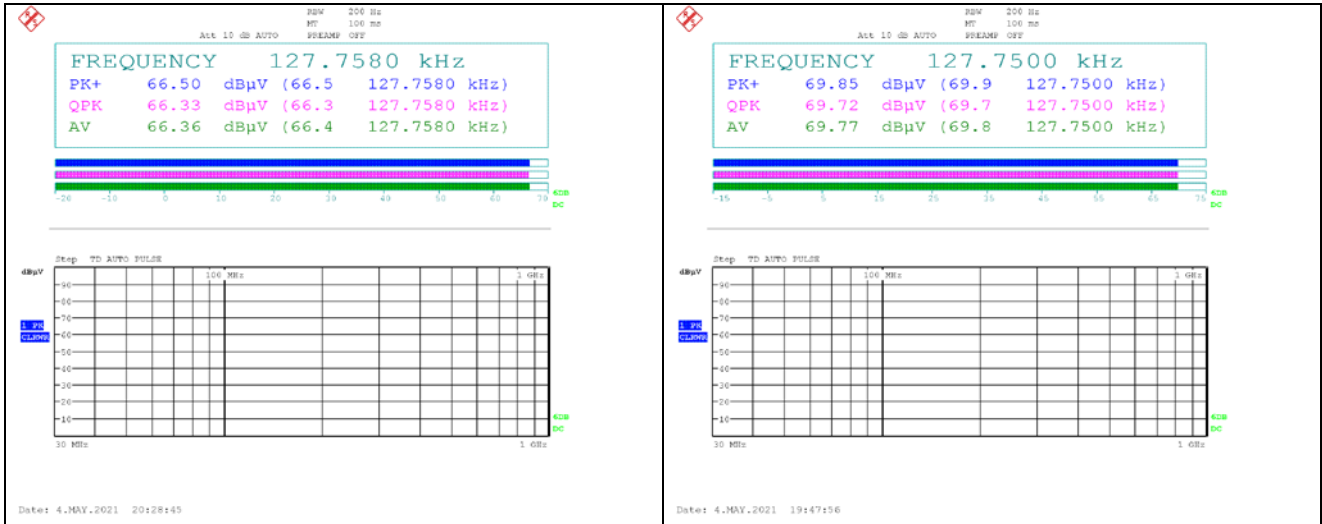 RBW 200 Hz
MT 100 ms
Att 10 dB AUTO PREAMP OFF
FREQUENCY 127.7580 kHz
PK+ 66.50 dBµV (66.5 127.7580 kHz)
QPK 66.33 dBµV (66.3 127.7580 kHz)
AV 66.36 dBµV (66.4 127.7580 kHz)
-20 -10 0 10 20 30 40 50 60 70
6DB
DC
Step TD AUTO PULSE
dBµV
100 MHz 1 GHz
90
80
70
1 PK
60
CLRWR
50
40
30
20
10
6DB
DC
30 MHz 1 GHz
Date: 4.MAY.2021 20:28:45
RBW 200 Hz
MT 100 ms
Att 10 dB AUTO PREAMP OFF
FREQUENCY 127.7500 kHz
PK+ 69.85 dBµV (69.9 127.7500 kHz)
QPK 69.72 dBµV (69.7 127.7500 kHz)
AV 69.77 dBµV (69.8 127.7500 kHz)
-15 -5 5 15 25 35 45 55 65 75
6DB
DC
Step TD AUTO PULSE
dBµV
100 MHz 1 GHz
90
80
70
1 PK
60
CLRWR
50
40
30
20
10
6DB
DC
30 MHz 1 GHz
Date: 4.MAY.2021 19:47:56